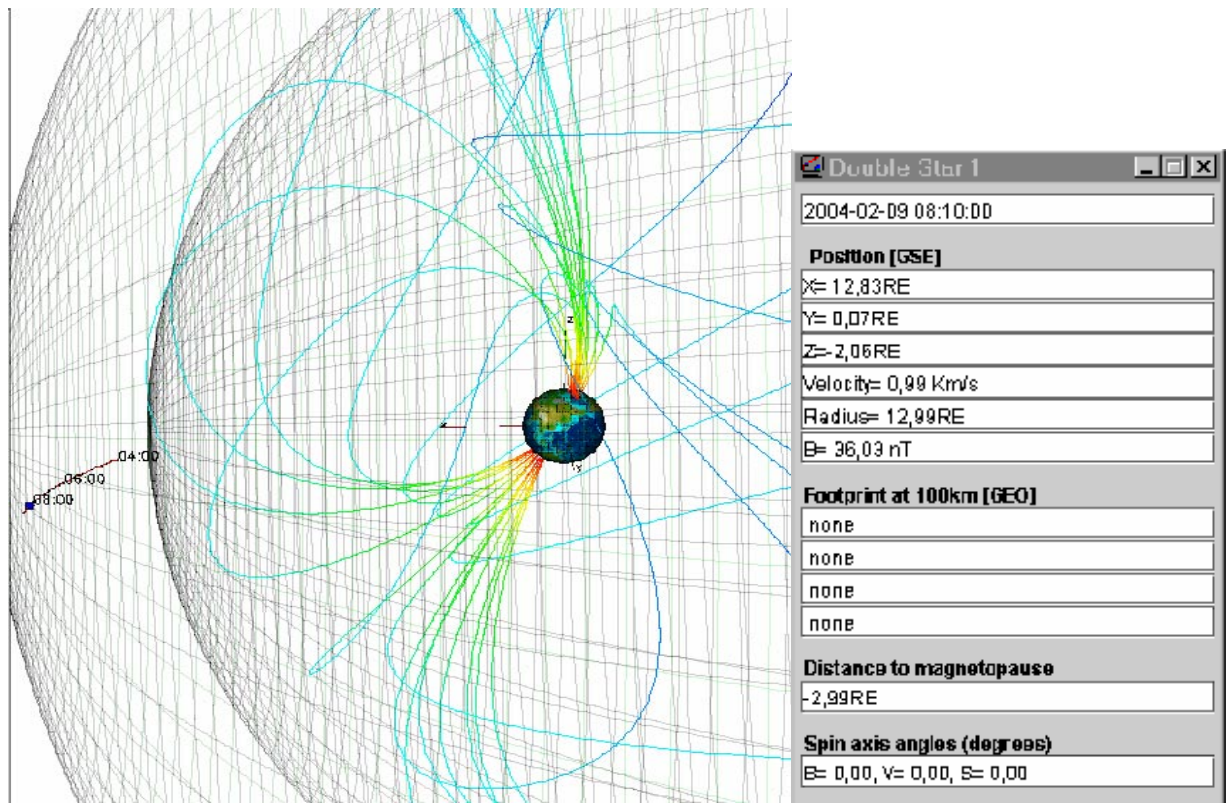 z
x
y
04:00
06:00
08:00
Double Star 1
2004-02-09 08:10:00
Position [GSE]
X= 12,83RE
Y= 0,07RE
Z=-2,06RE
Velocity= 0,99 Km/s
Radius= 12,99RE
B= 36,03 nT
Footprint at 100km [GEO]
none
none
none
none
Distance to magnetopause
-2,99RE
Spin axis angles (degrees)
B= 0,00, V= 0,00, S= 0,00